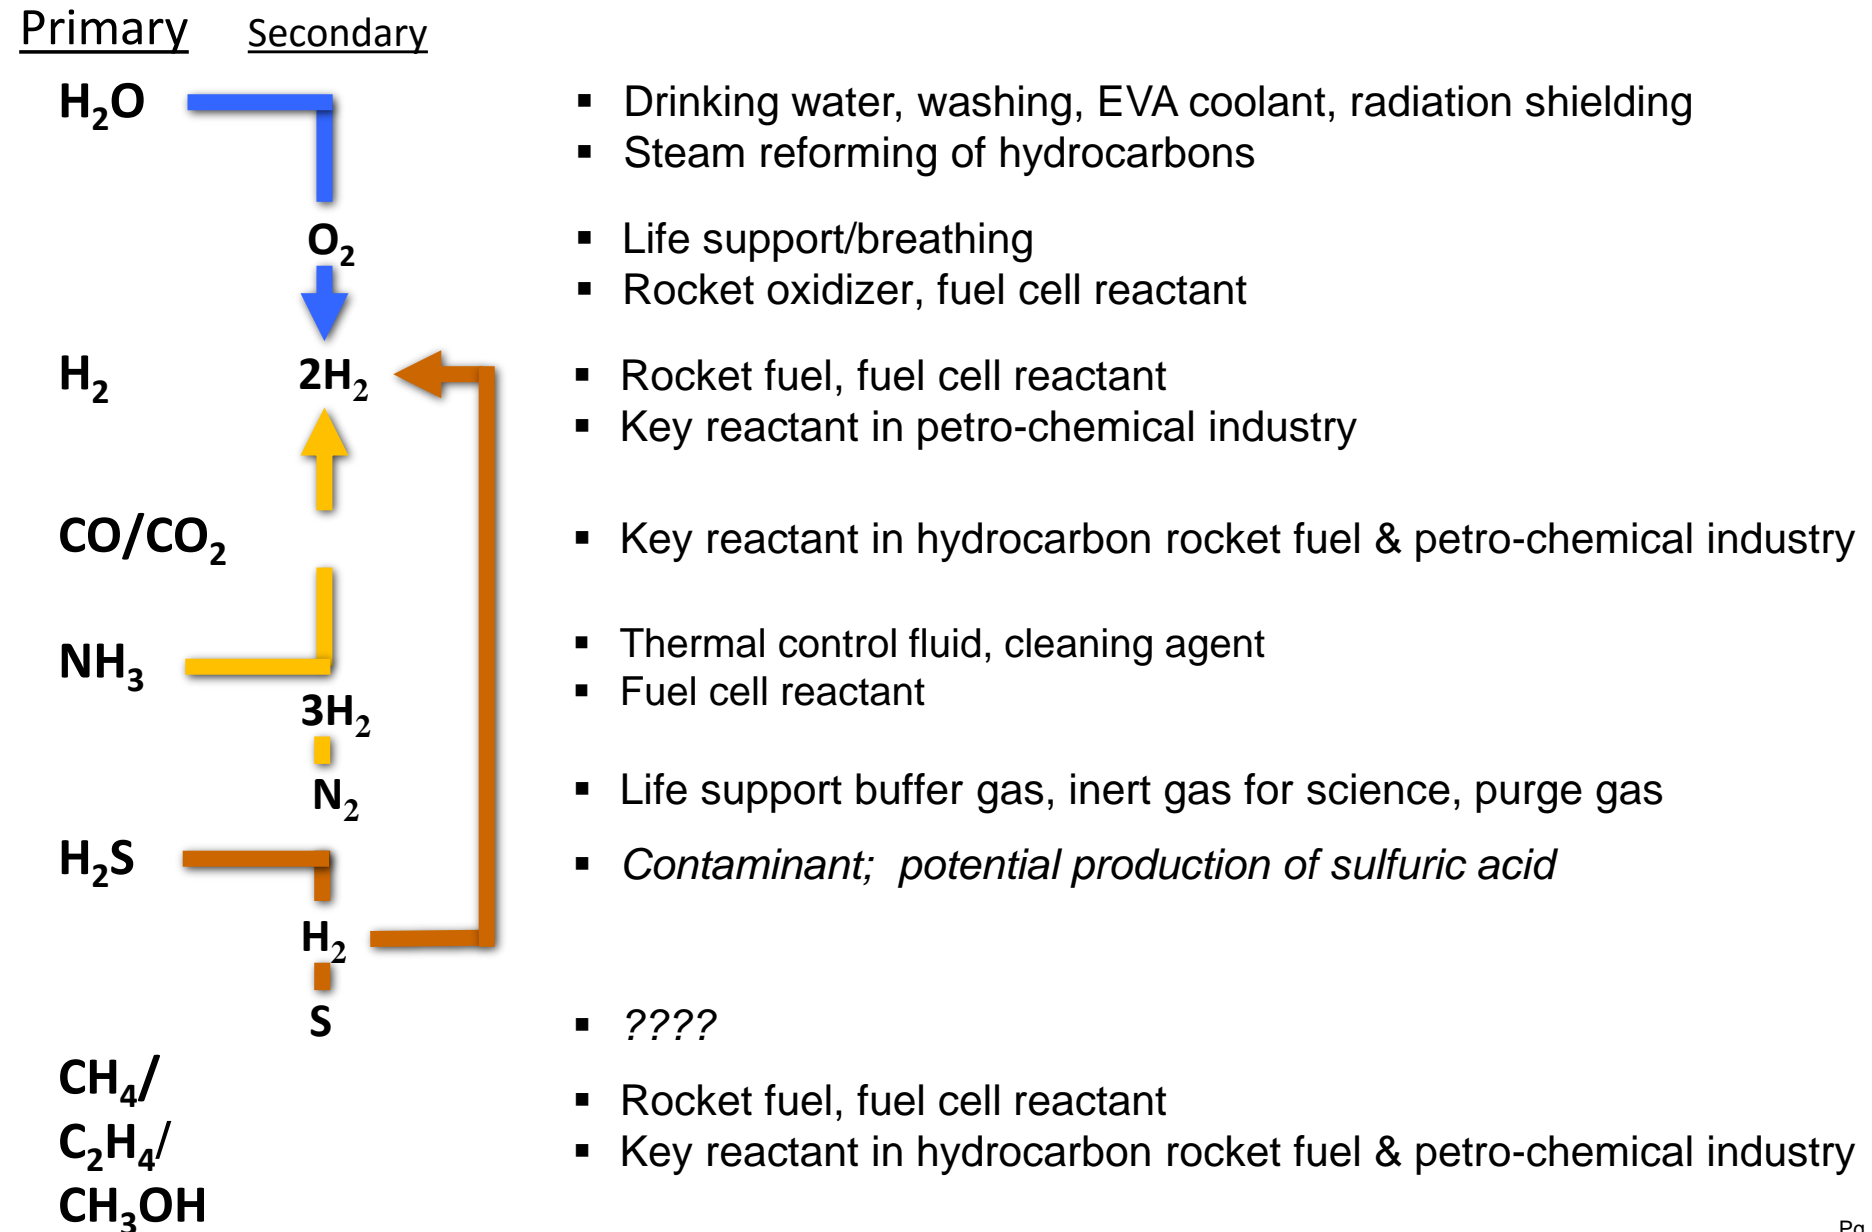 Primary Secondary
H₂O
▪ Drinking water, washing, EVA coolant, radiation shielding
▪ Steam reforming of hydrocarbons
O₂
▪ Life support/breathing
▪ Rocket oxidizer, fuel cell reactant
H₂ 2H₂
▪ Rocket fuel, fuel cell reactant
▪ Key reactant in petro-chemical industry
CO/CO₂
▪ Key reactant in hydrocarbon rocket fuel & petro-chemical industry
NH₃
▪ Thermal control fluid, cleaning agent
▪ Fuel cell reactant
3H₂
N₂
▪ Life support buffer gas, inert gas for science, purge gas
H₂S
▪ Contaminant; potential production of sulfuric acid
H₂
S
▪ ????
CH₄/
C₂H₄/
CH₃OH
▪ Rocket fuel, fuel cell reactant
▪ Key reactant in hydrocarbon rocket fuel & petro-chemical industry